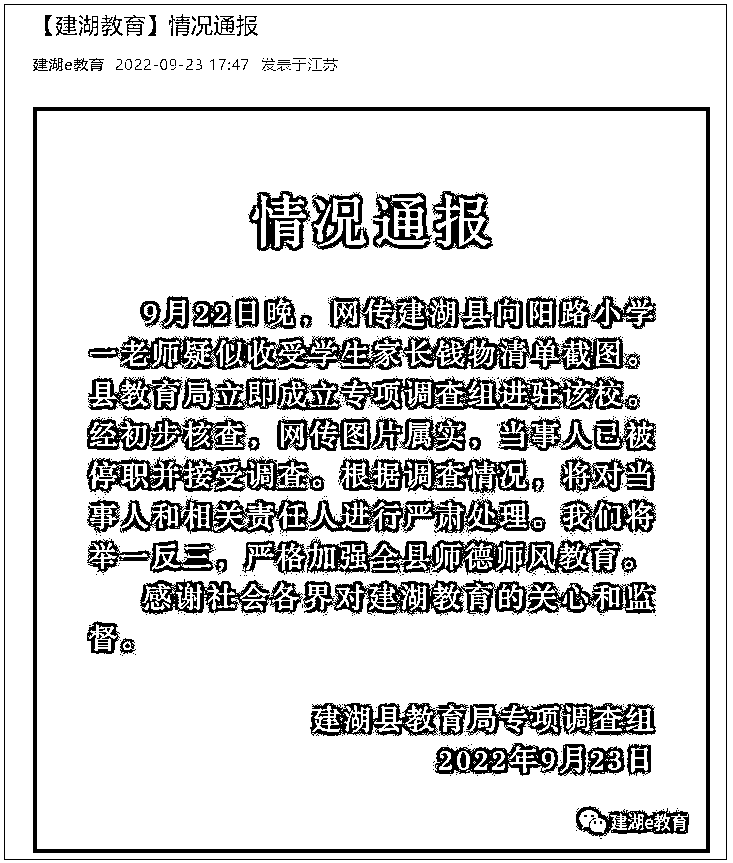 【建湖教育】情况通报
建湖e教育 2022-09-23 17:47 发表于江苏
情况通报
9月22日晚，网传建湖县向阳路小学
一老师疑似收受学生家长钱物清单截图。
县教育局立即成立专项调查组进驻该校。
经初步核查，网传图片属实，当事人已被
停职并接受调查。根据调查情况，将对当
事人和相关责任人进行严肃处理。我们将
举一反三，严格加强全县师德师风教育。
感谢社会各界对建湖教育的关心和监
督。
建湖县教育局专项调查组
2022年9月23日
建湖e教育